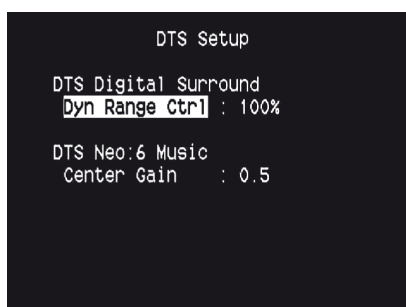 DTS Setup
DTS Digital Surround
Dyn Range Ctrl : 100%
DTS Neo:6 Music
Center Gain : 0.5